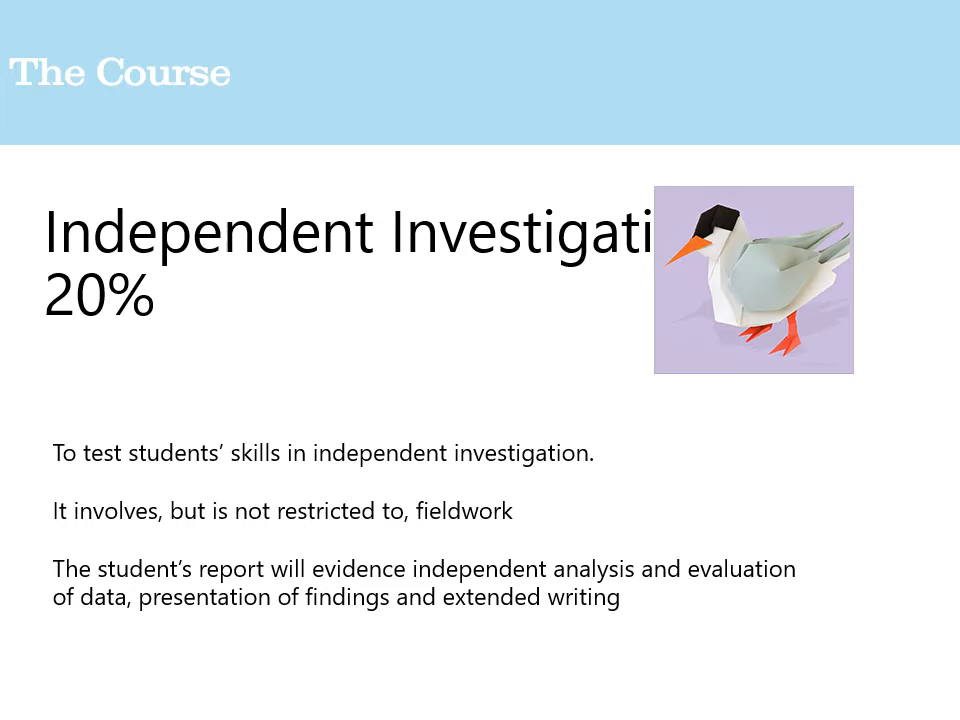 The Course
Independent Investigati
20%
To test students’ skills in independent investigation.
It involves, but is not restricted to, fieldwork
The student’s report will evidence independent analysis and evaluation
of data, presentation of findings and extended writing